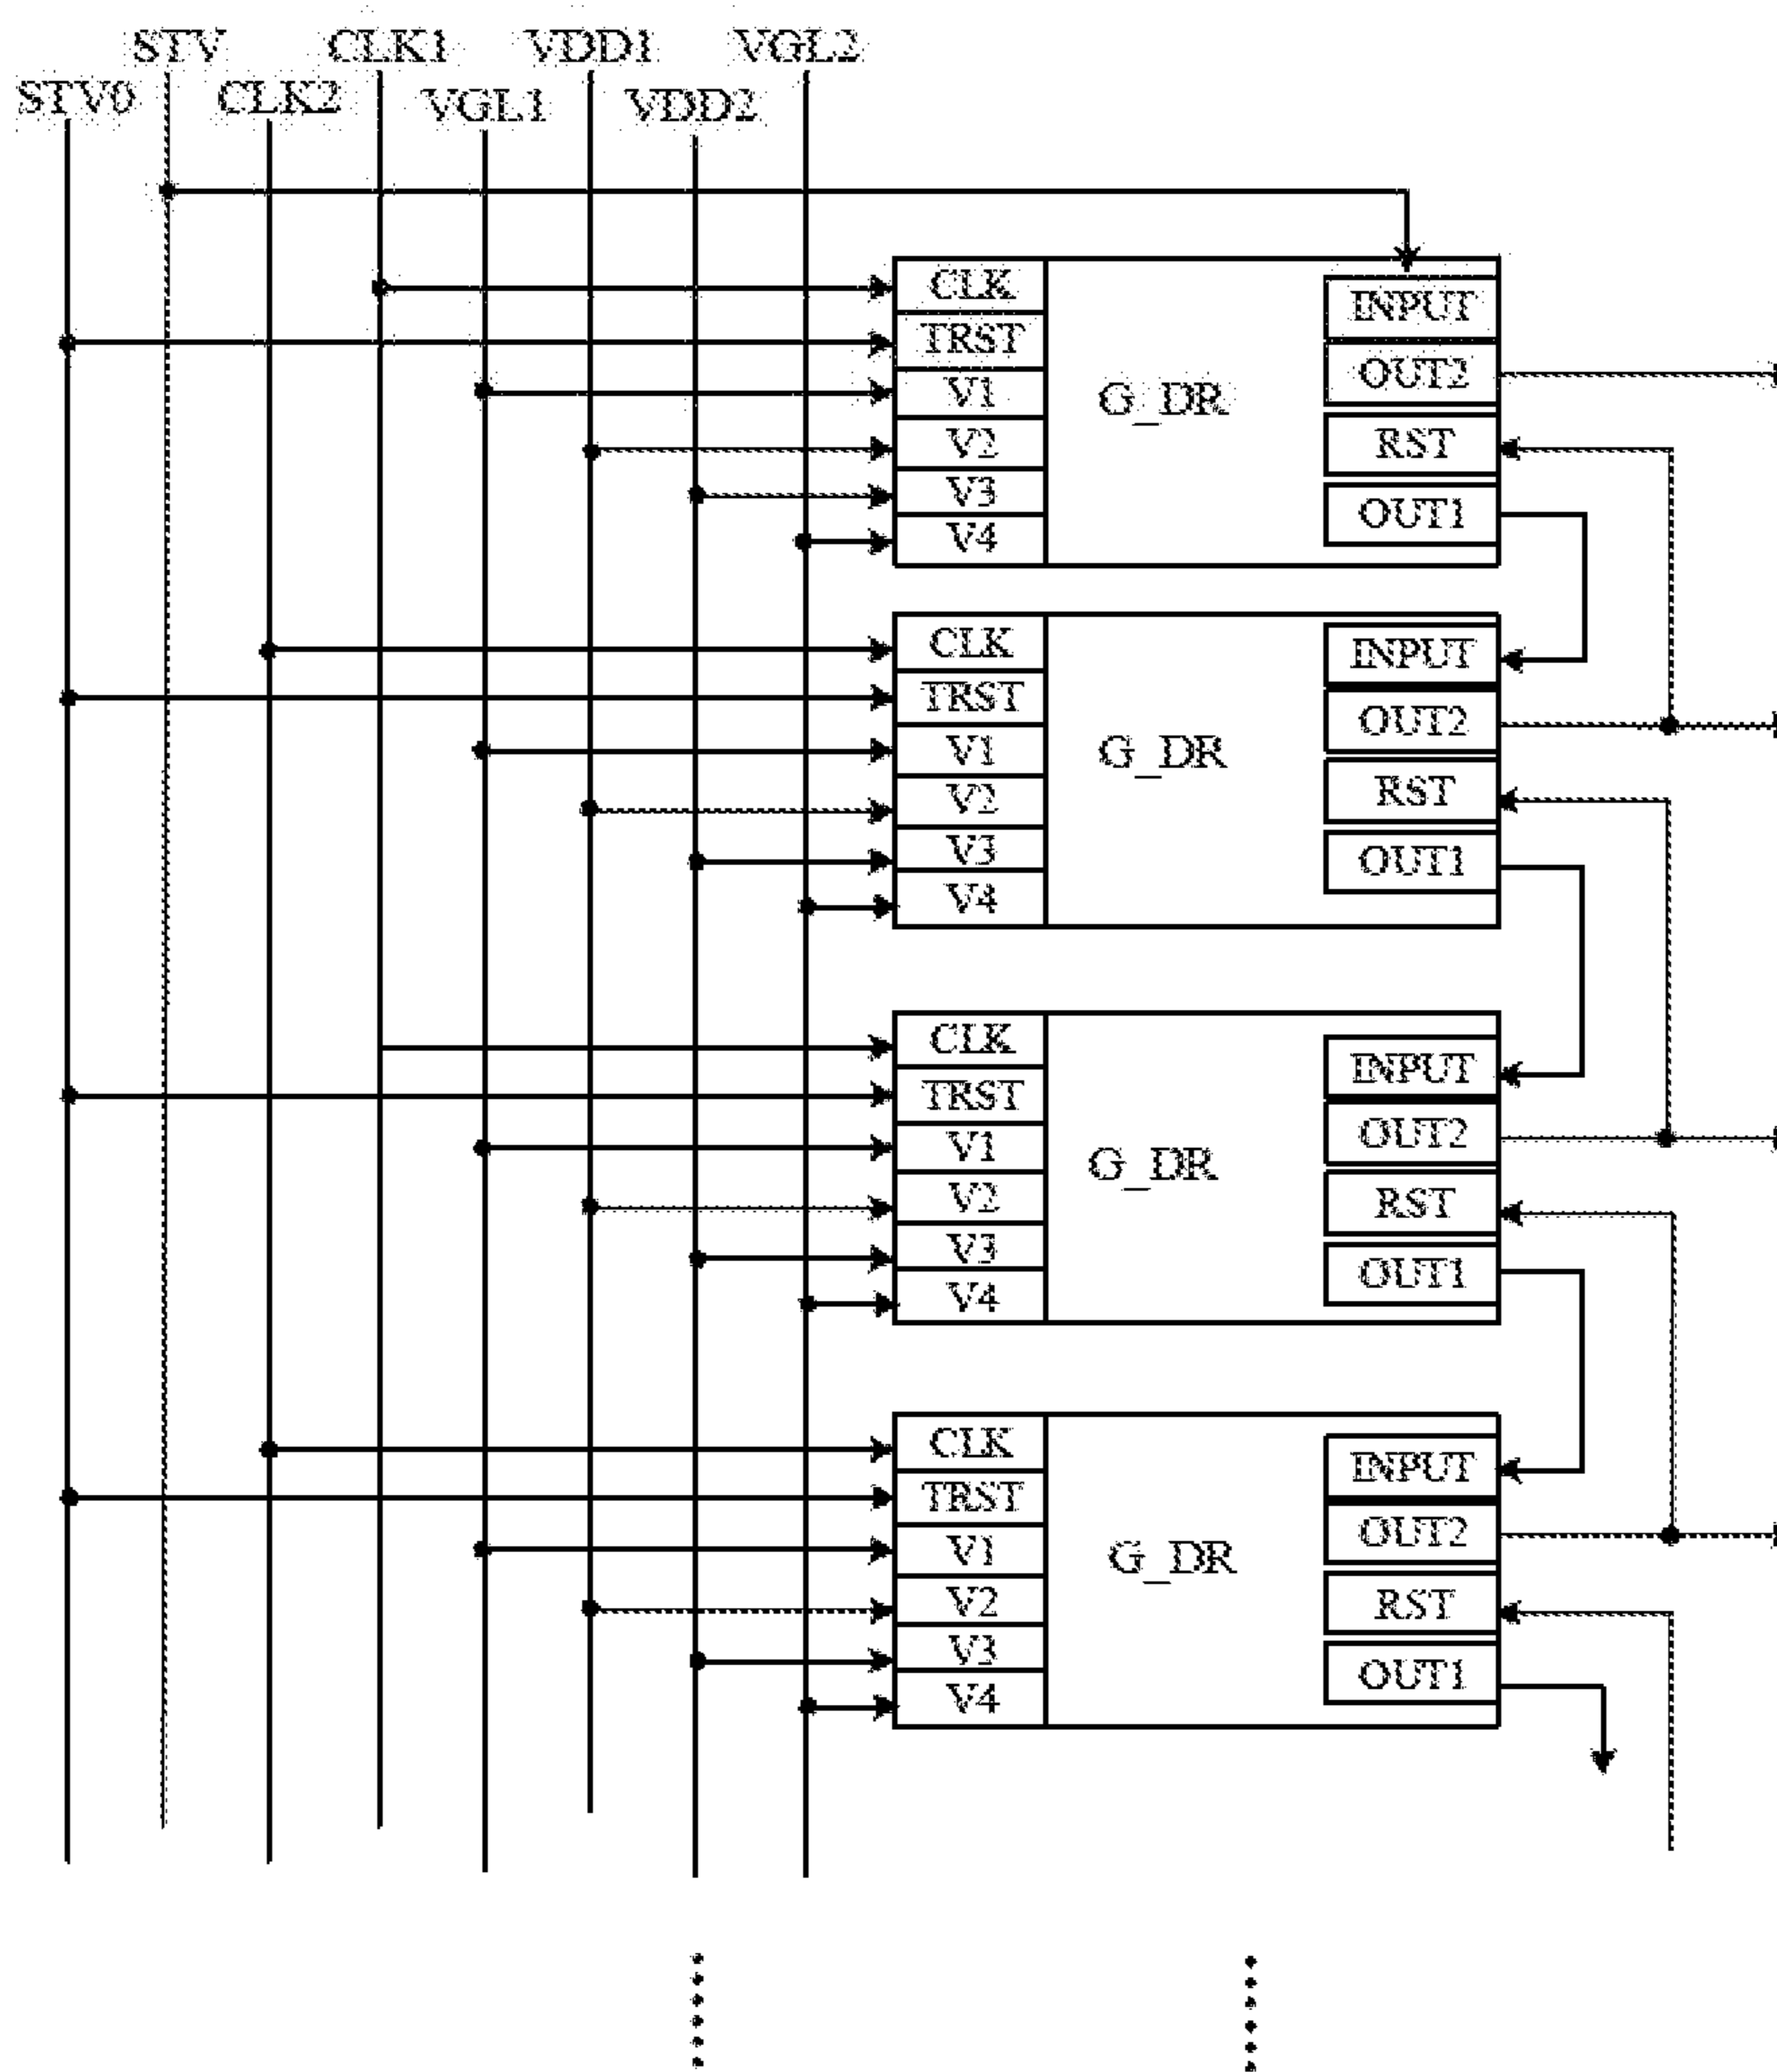 STV CLK1 VDD1 VGL2
STV0 CLK2 VGL1 VDD2
CLK
TRST
V1
V2
V3
V4
G_DR
INPUT
OUT2
RST
OUT1
CLK
TRST
V1
V2
V3
V4
G_DR
INPUT
OUT2
RST
OUT1
CLK
TRST
V1
V2
V3
V4
G_DR
INPUT
OUT2
RST
OUT1
CLK
TRST
V1
V2
V3
V4
G_DR
INPUT
OUT2
RST
OUT1